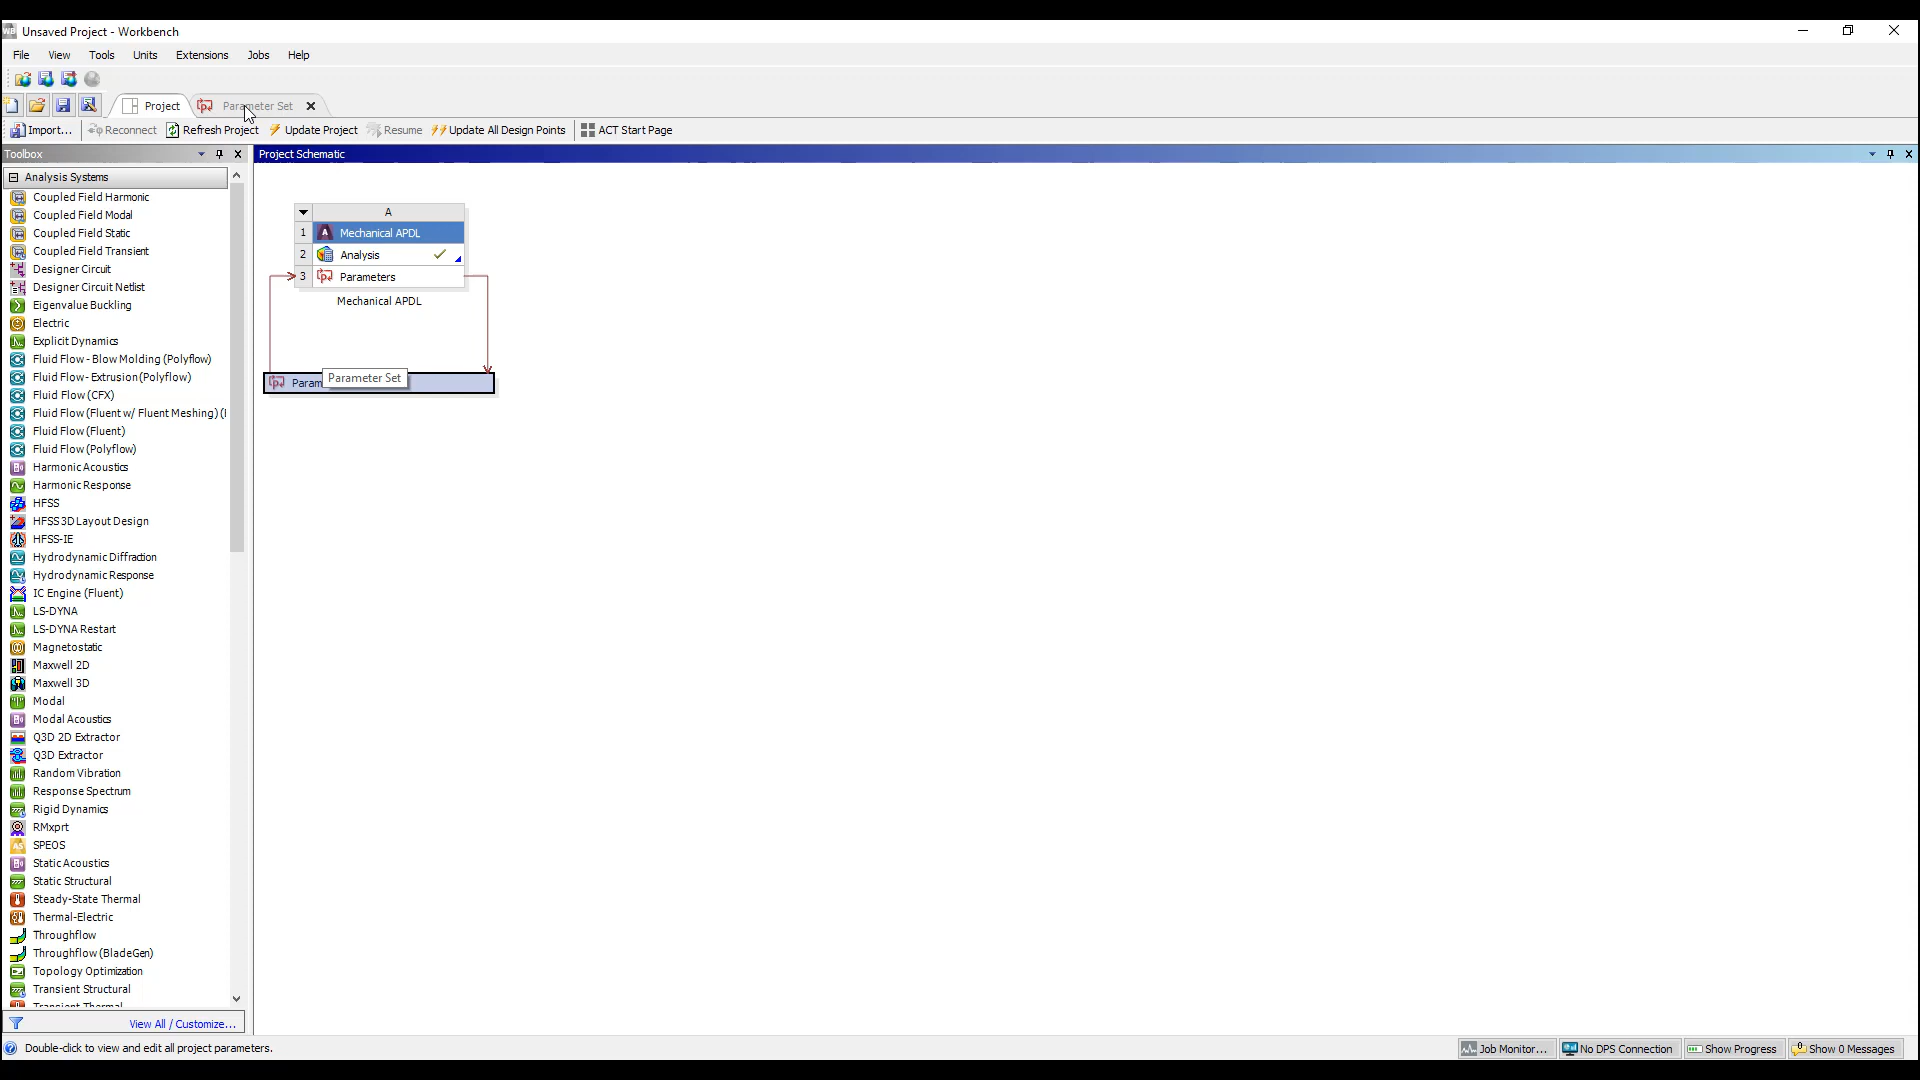 Unsaved Project - Workbench
File View Tools Units Extensions Jobs Help
Project Parameter Set
Import... Reconnect Refresh Project Update Project Resume Update All Design Points ACT Start Page
Toolbox
Project Schematic
Analysis Systems
Coupled Field Harmonic
Coupled Field Modal
Coupled Field Static
Coupled Field Transient
Designer Circuit
Designer Circuit Netlist
Eigenvalue Buckling
Electric
Explicit Dynamics
Fluid Flow - Blow Molding (Polyflow)
Fluid Flow - Extrusion (Polyflow)
Fluid Flow (CFX)
Fluid Flow (Fluent w/ Fluent Meshing) (
Fluid Flow (Fluent)
Fluid Flow (Polyflow)
Harmonic Acoustics
Harmonic Response
HFSS
HFSS 3D Layout Design
HFSS-IE
Hydrodynamic Diffraction
Hydrodynamic Response
IC Engine (Fluent)
LS-DYNA
LS-DYNA Restart
Magnetostatic
Maxwell 2D
Maxwell 3D
Modal
Modal Acoustics
Q3D 2D Extractor
Q3D Extractor
Random Vibration
Response Spectrum
Rigid Dynamics
RMxprt
SPEOS
Static Acoustics
Static Structural
Steady-State Thermal
Thermal-Electric
Throughflow
Throughflow (BladeGen)
Topology Optimization
Transient Structural
Transient Thermal
View All / Customize...
A
1 Mechanical APDL
2 Analysis
3 Parameters
Mechanical APDL
Param
Parameter Set
Double-click to view and edit all project parameters.
Job Monitor... No DPS Connection Show Progress Show 0 Messages